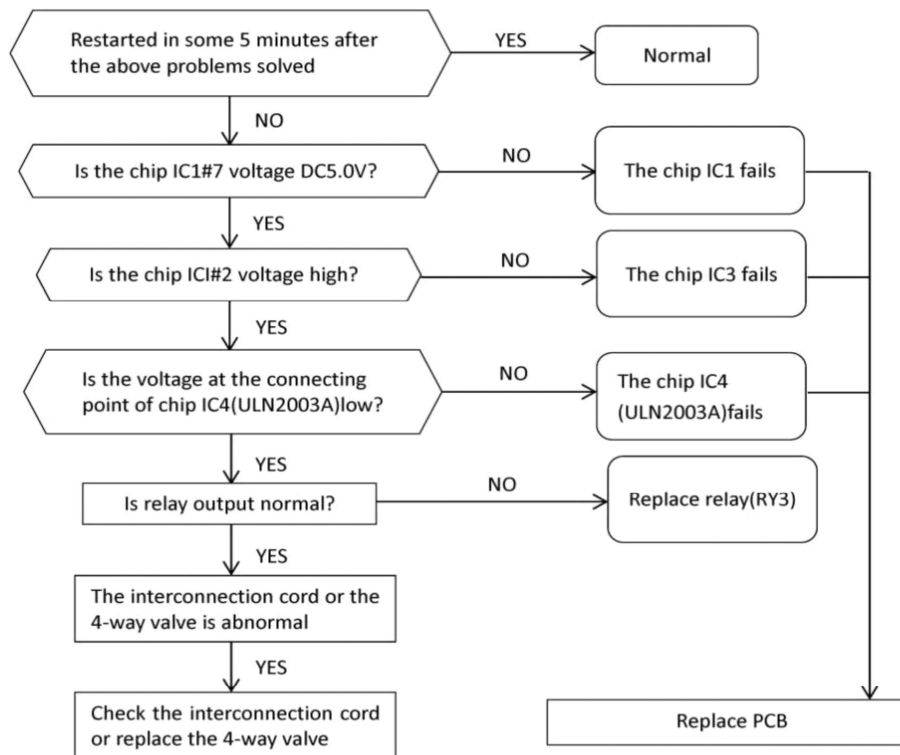 Restarted in some 5 minutes after
the above problems solved
YES
Normal
NO
Is the chip IC1#7 voltage DC5.0V?
NO
The chip IC1 fails
YES
Is the chip ICI#2 voltage high?
NO
The chip IC3 fails
YES
Is the voltage at the connecting
point of chip IC4(ULN2003A)low?
NO
The chip IC4
(ULN2003A)fails
YES
Is relay output normal?
NO
Replace relay(RY3)
YES
The interconnection cord or the
4-way valve is abnormal
YES
Check the interconnection cord
or replace the 4-way valve
Replace PCB